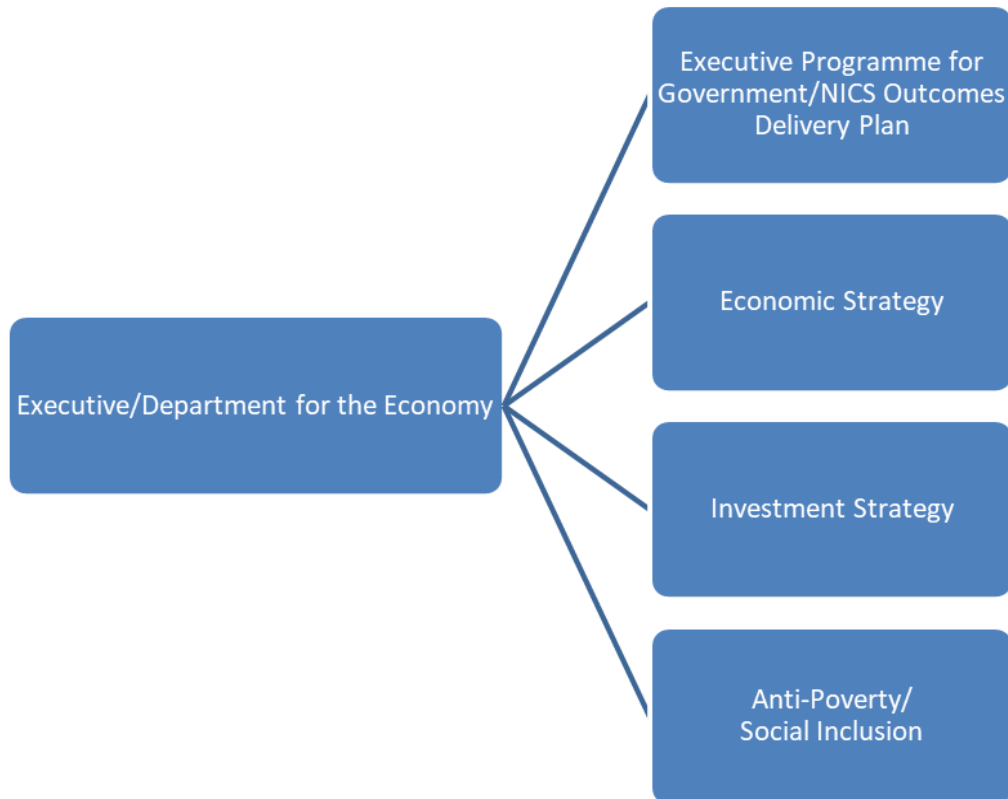 Executive Programme for
Government/NICS Outcomes
Delivery Plan
Economic Strategy
Executive/Department for the Economy
Investment Strategy
Anti-Poverty/
Social Inclusion